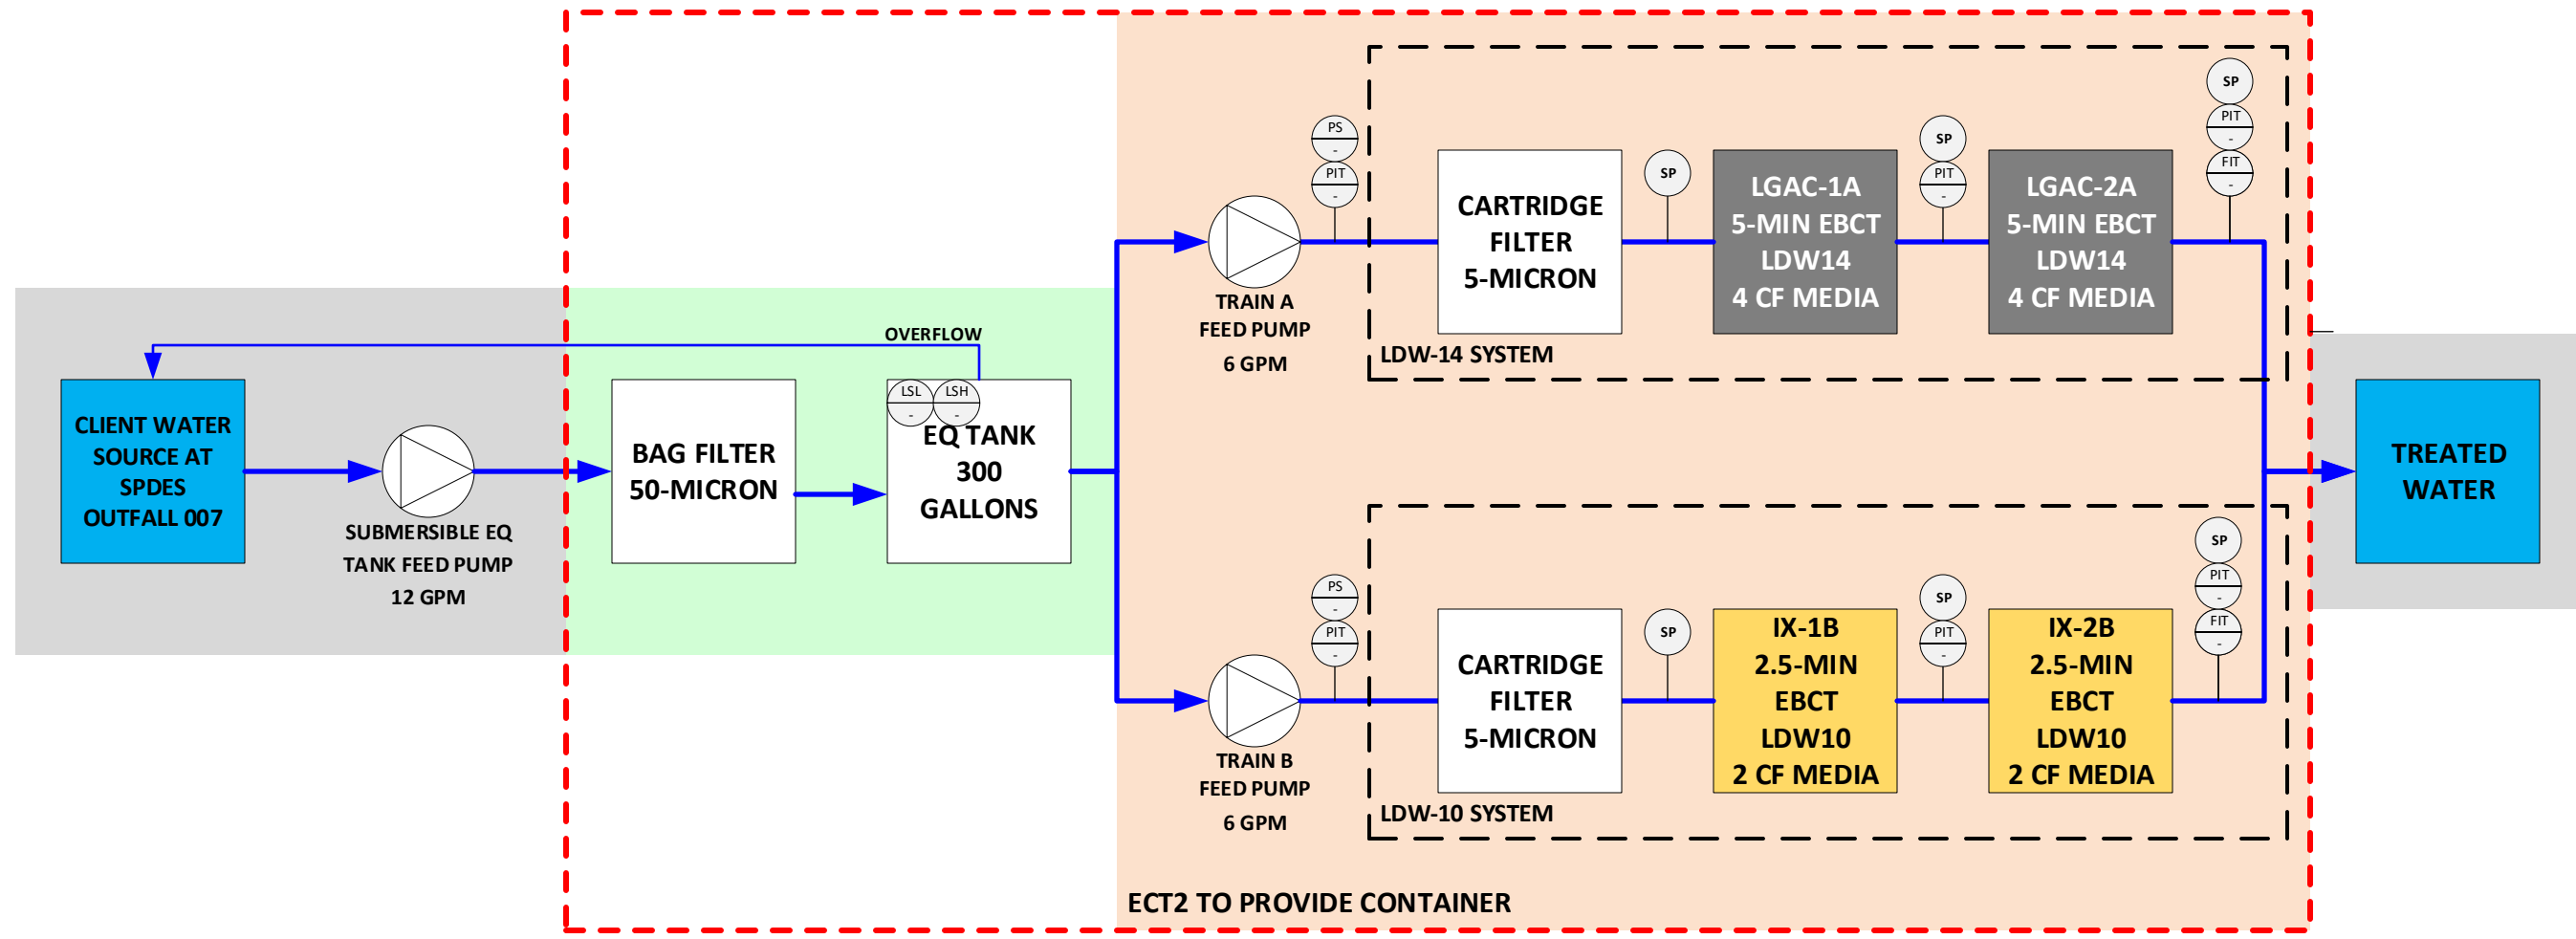 OVERFLOW
CLIENT WATER
SOURCE AT
SPDES
OUTFALL 007
SUBMERSIBLE EQ
TANK FEED PUMP
12 GPM
BAG FILTER
50-MICRON
LSL
-
LSH
-
EQ TANK
300
GALLONS
TRAIN A
FEED PUMP
6 GPM
PS
-
PIT
-
CARTRIDGE
FILTER
5-MICRON
SP
LGAC-1A
5-MIN EBCT
LDW14
4 CF MEDIA
SP
PIT
-
LGAC-2A
5-MIN EBCT
LDW14
4 CF MEDIA
SP
PIT
-
FIT
-
LDW-14 SYSTEM
TRAIN B
FEED PUMP
6 GPM
PS
-
PIT
-
CARTRIDGE
FILTER
5-MICRON
SP
IX-1B
2.5-MIN
EBCT
LDW10
2 CF MEDIA
SP
PIT
-
IX-2B
2.5-MIN
EBCT
LDW10
2 CF MEDIA
SP
PIT
-
FIT
-
LDW-10 SYSTEM
TREATED
WATER
ECT2 TO PROVIDE CONTAINER